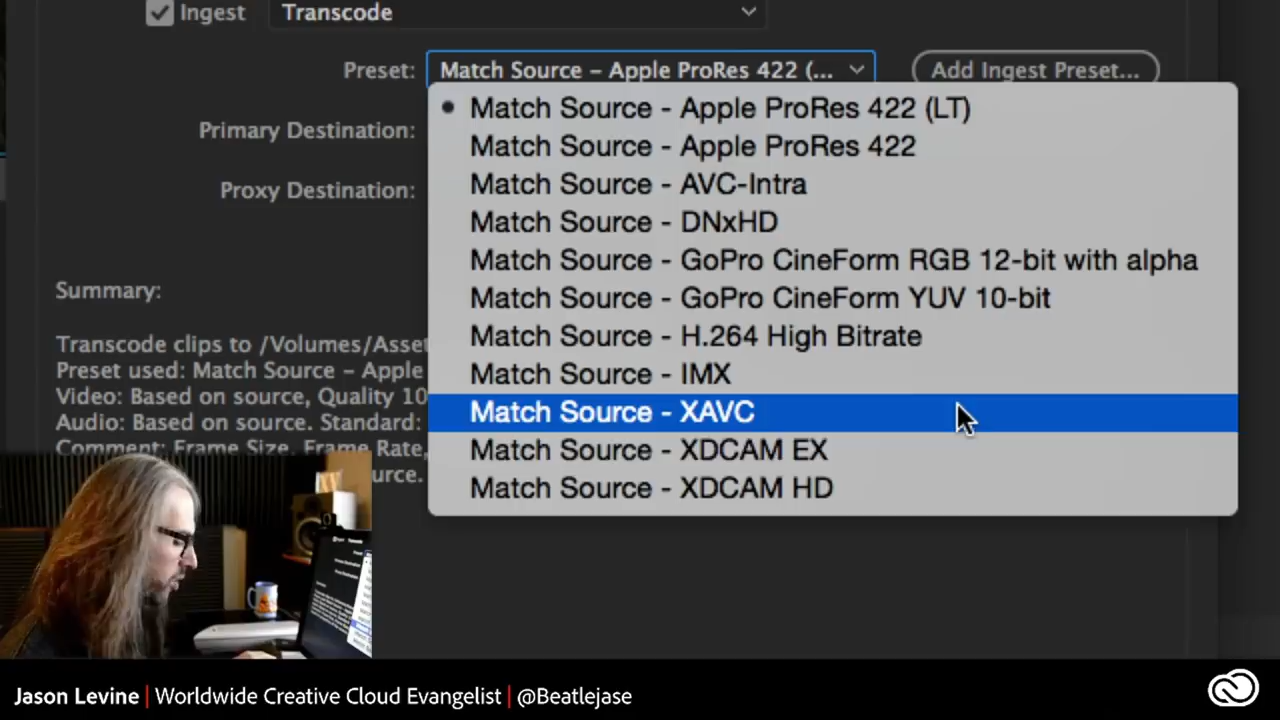 Ingest
Transcode
Preset:
Match Source – Apple ProRes 422 (...
Add Ingest Preset...
Match Source - Apple ProRes 422 (LT)
Match Source - Apple ProRes 422
Primary Destination:
Match Source - AVC-Intra
Proxy Destination:
Match Source - DNxHD
Match Source - GoPro CineForm RGB 12-bit with alpha
Match Source - GoPro CineForm YUV 10-bit
Match Source - H.264 High Bitrate
Match Source - IMX
Match Source - XAVC
Match Source - XDCAM EX
Match Source - XDCAM HD
Summary:
Transcode clips to /Volumes/Asset
Preset used: Match Source – Apple
Video: Based on source, Quality 10
Audio: Based on source. Standard:
Comment: Frame Size, Frame Rate,
urce.
Jason Levine | Worldwide Creative Cloud Evangelist | @Beatlejase